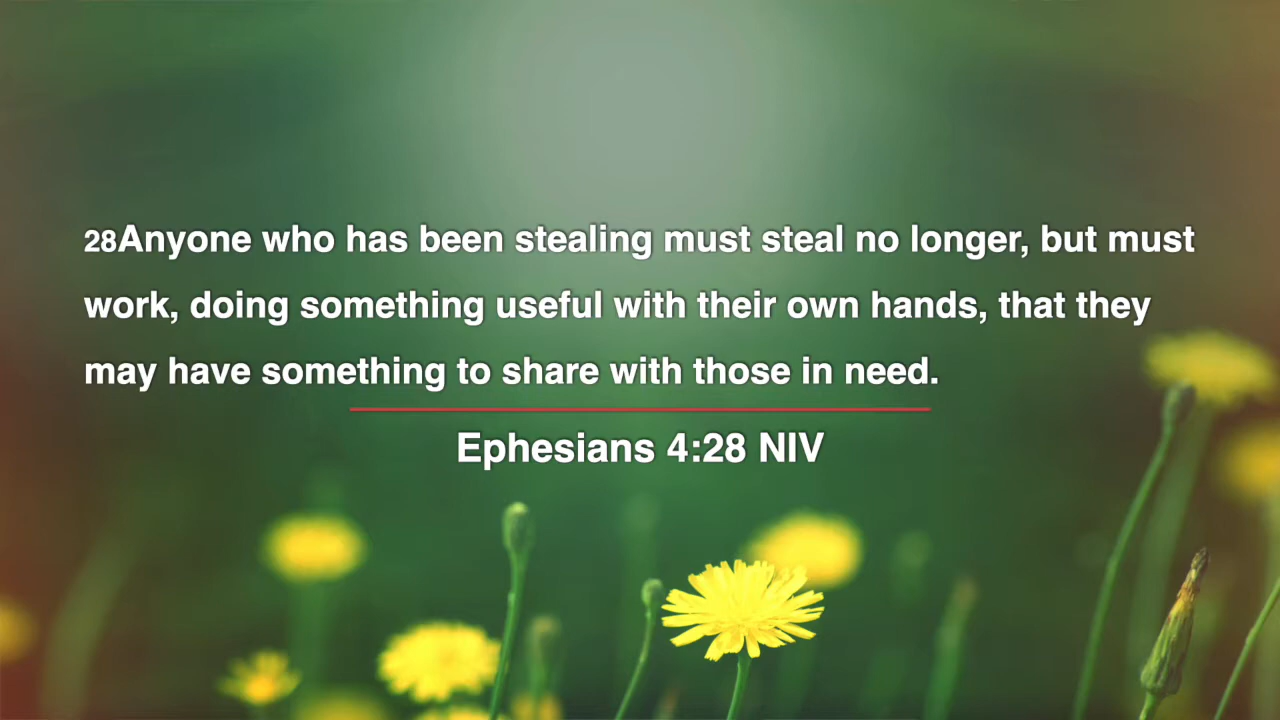 28Anyone who has been stealing must steal no longer, but must
work, doing something useful with their own hands, that they
may have something to share with those in need.
Ephesians 4:28 NIV